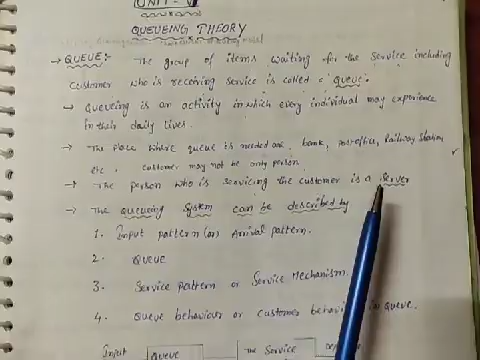 UNIT-V
QUEUEING THEORY
→ QUEUE:- The group of items waiting for the service including
customer who is receiving service is called a 'Queue'.
→ Queueing is an activity in which every individual may experience
in their daily lives.
→ The place where queue is needed are, bank, postoffice, Railway station
etc, customer may not be only person
→ The person who is servicing the customer is a server
→ The Queueing System can be described by
1. Input pattern (or) Arrival pattern.
2. Queue
3. Service pattern or Service Mechanism.
4. Queue behaviour or customer behavi in queue.
Input Queue The Service